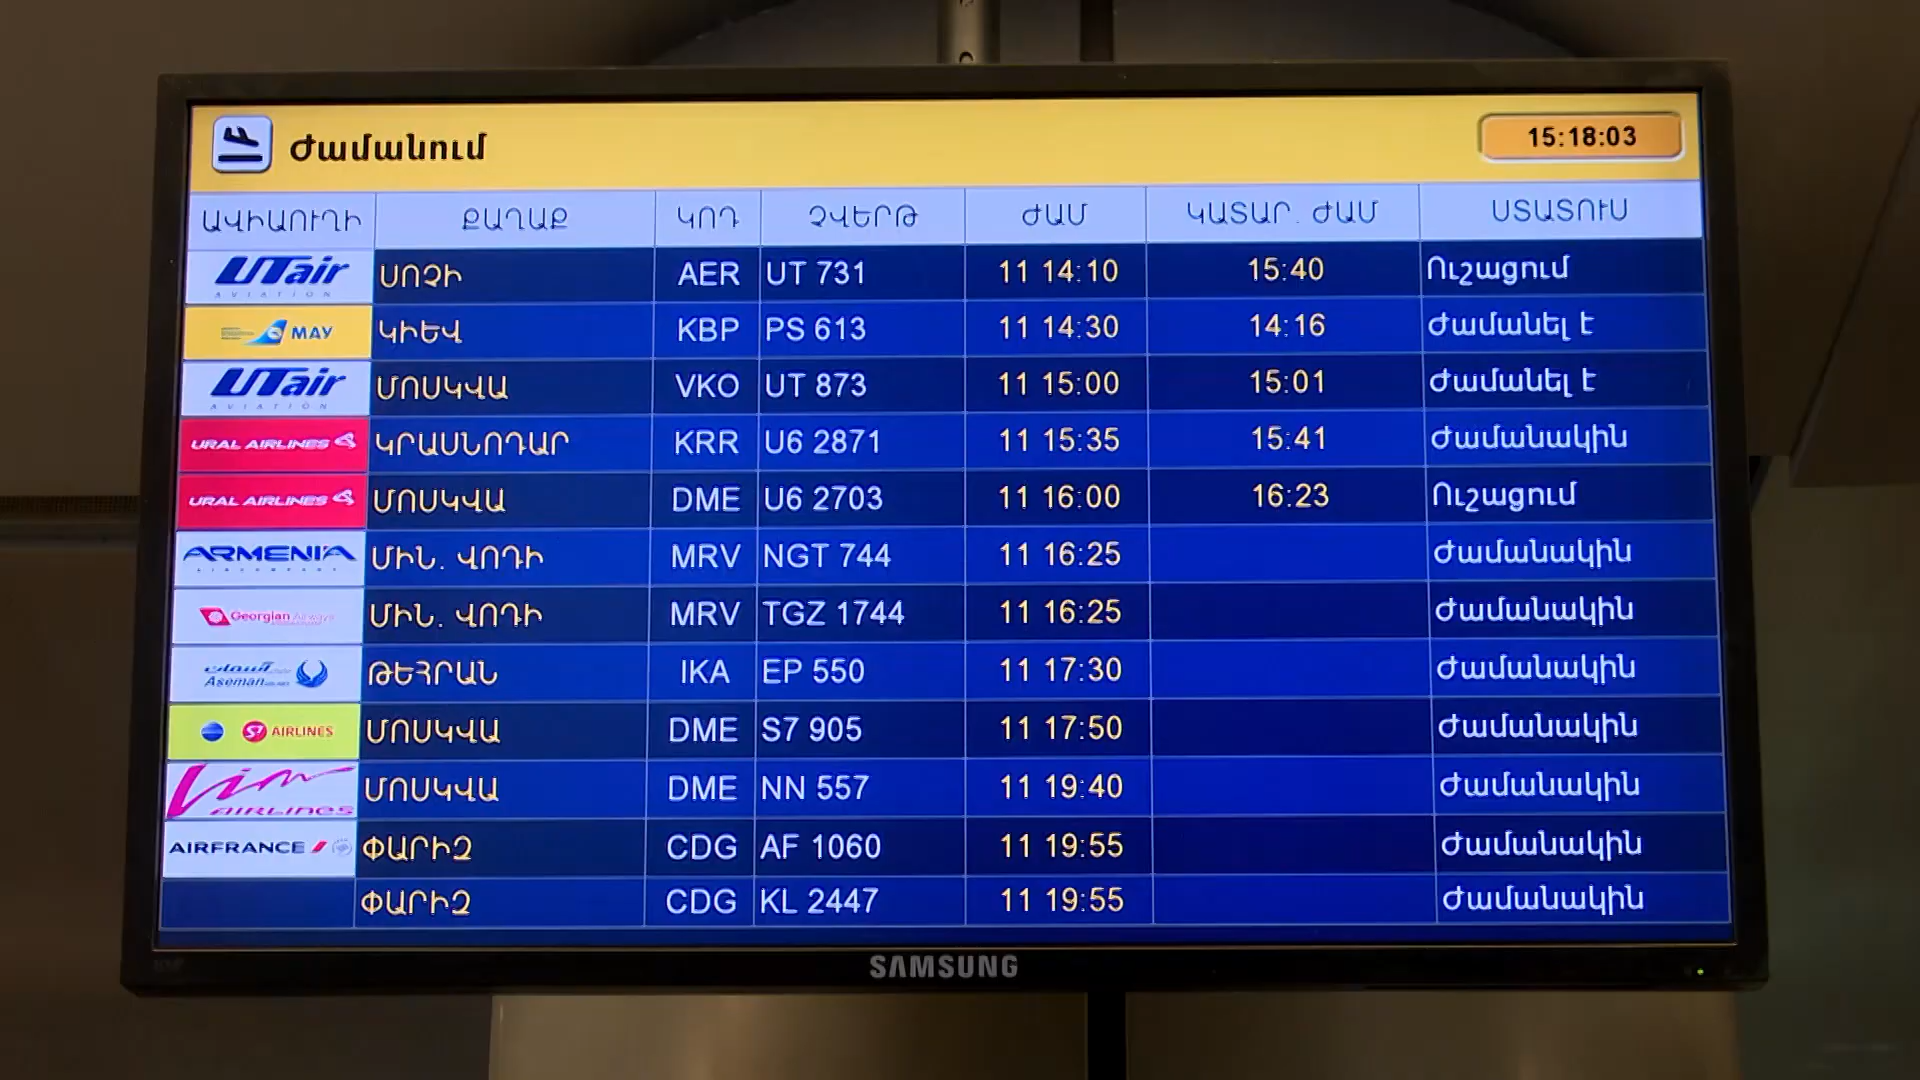 Ժամանում 15:18:03
ԱՎԻԱՈՒՂԻ ՔԱՂԱՔ ԿՈԴ ՉՎԵՐԹ ԺԱՄ ԿԱՏԱՐ. ԺԱՄ ՍՏԱՏՈՒՍ
UTair AVIATION ՍՈՉԻ AER UT 731 11 14:10 15:40 Ուշացում
МАУ ԿԻԵՎ KBP PS 613 11 14:30 14:16 Ժամանել է
UTair AVIATION ՄՈՍԿՎԱ VKO UT 873 11 15:00 15:01 Ժամանել է
URAL AIRLINES ԿՐԱՍՆՈԴԱՐ KRR U6 2871 11 15:35 15:41 Ժամանակին
URAL AIRLINES ՄՈՍԿՎԱ DME U6 2703 11 16:00 16:23 Ուշացում
ARMENIA ՄԻՆ. ՎՈԴԻ MRV NGT 744 11 16:25 Ժամանակին
Georgian Airways ՄԻՆ. ՎՈԴԻ MRV TGZ 1744 11 16:25 Ժամանակին
آسمان Aseman ԹԵՀՐԱՆ IKA EP 550 11 17:30 Ժամանակին
S7 AIRLINES ՄՈՍԿՎԱ DME S7 905 11 17:50 Ժամանակին
Vim AIRLINES ՄՈՍԿՎԱ DME NN 557 11 19:40 Ժամանակին
AIRFRANCE ՓԱՐԻԶ CDG AF 1060 11 19:55 Ժամանակին
ՓԱՐԻԶ CDG KL 2447 11 19:55 Ժամանակին
SAMSUNG